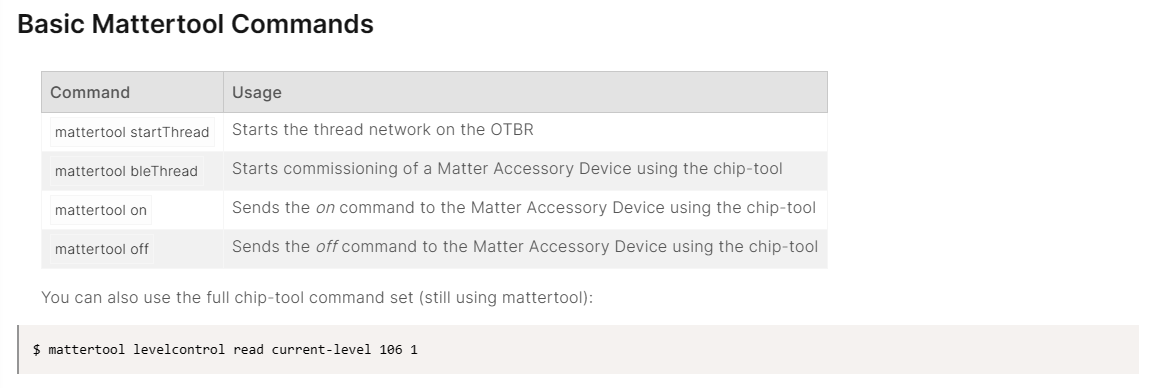 Basic Mattertool Commands
Command Usage
mattertool startThread Starts the thread network on the OTBR
mattertool bleThread Starts commissioning of a Matter Accessory Device using the chip-tool
mattertool on Sends the on command to the Matter Accessory Device using the chip-tool
mattertool off Sends the off command to the Matter Accessory Device using the chip-tool
You can also use the full chip-tool command set (still using mattertool):
$ mattertool levelcontrol read current-level 106 1